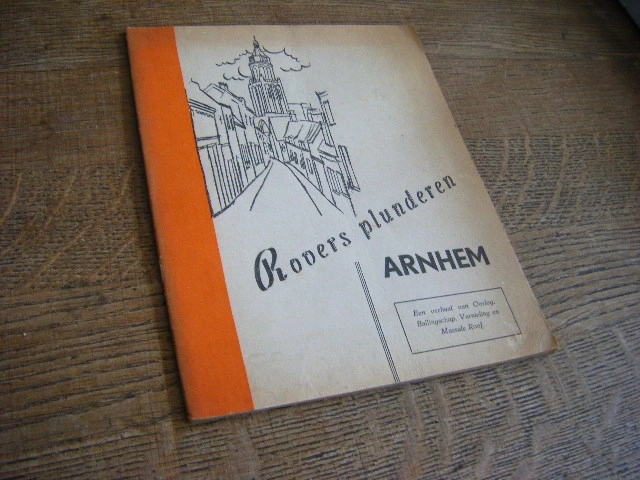 Rovers plunderen
ARNHEM
Een verhaal van Oorlog,
Ballingschap, Vernieling en
Massale Roof.